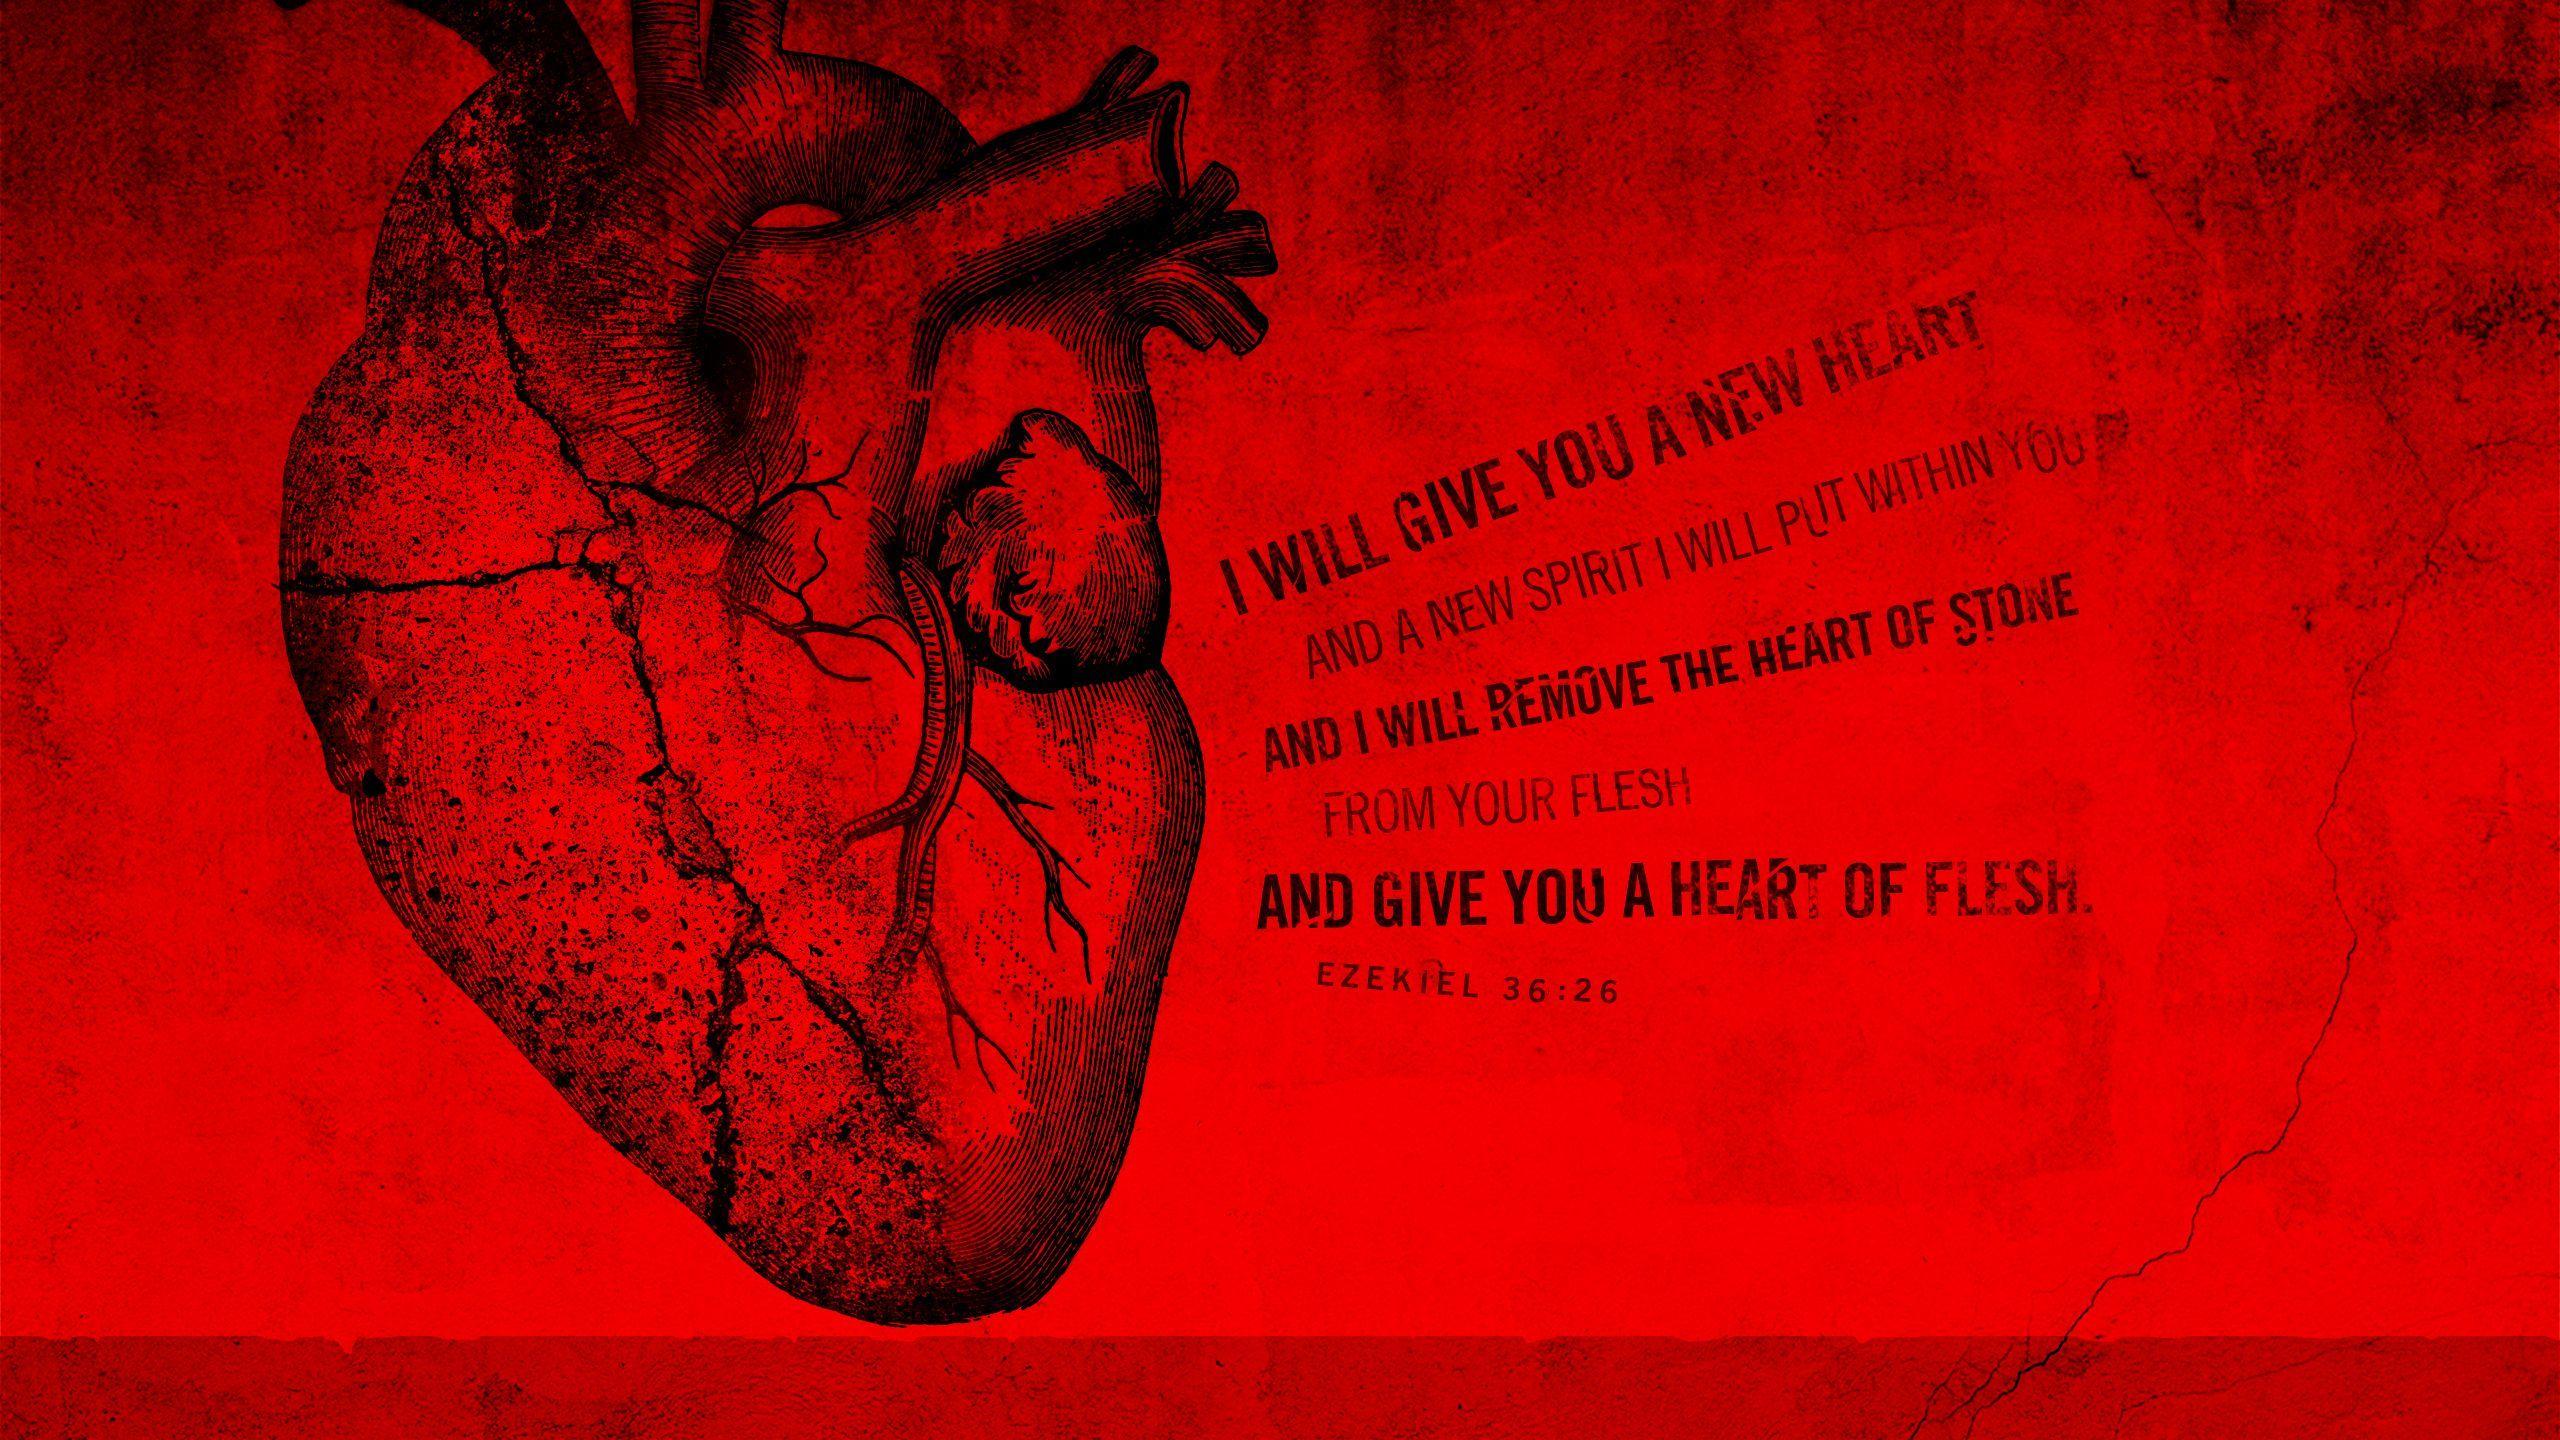 I WILL GIVE YOU A NEW HEART
AND A NEW SPIRIT I WILL PUT WITHIN YOU
AND I WILL REMOVE THE HEART OF STONE
FROM YOUR FLESH
AND GIVE YOU A HEART OF FLESH.
EZEKIEL 36:26